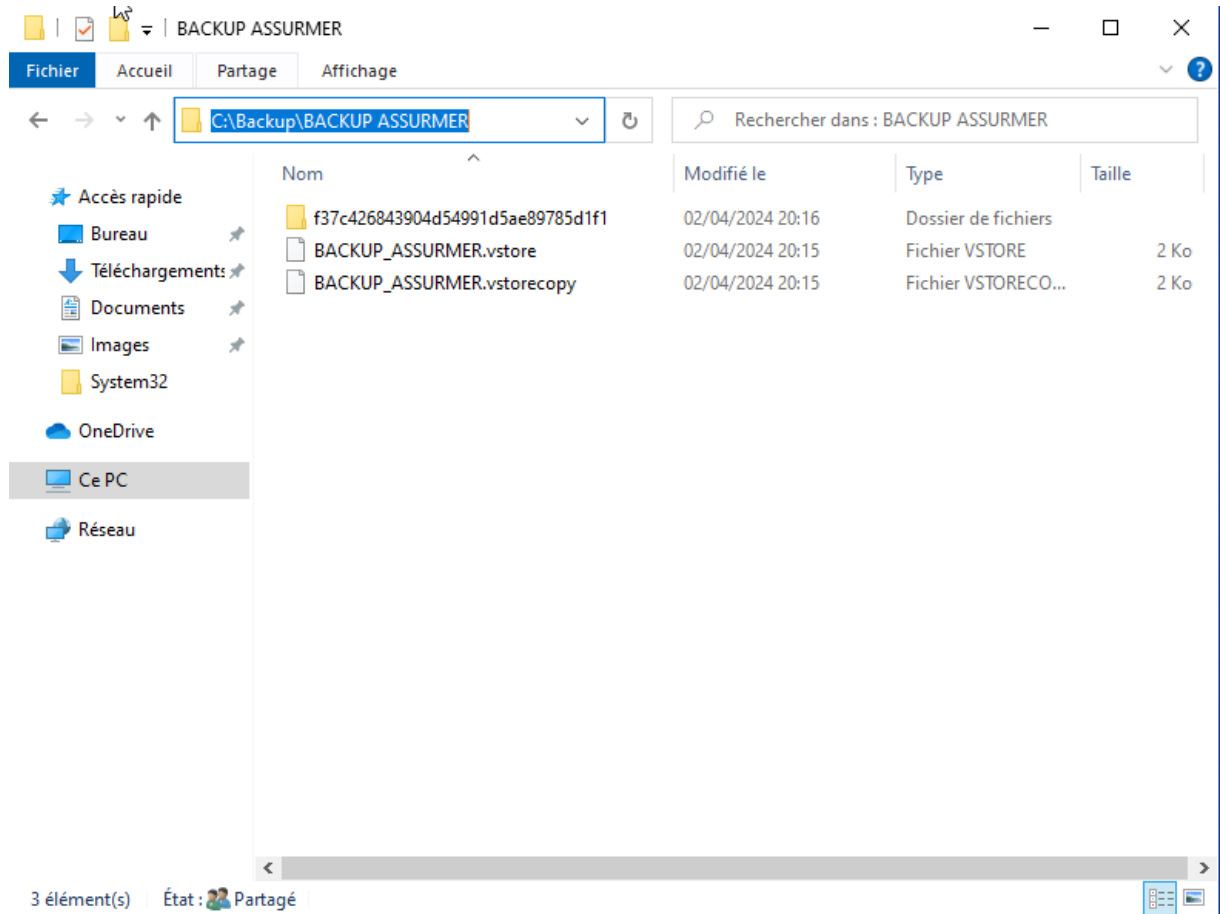 BACKUP ASSURMER
Fichier Accueil Partage Affichage
C:\Backup\BACKUP ASSURMER Rechercher dans : BACKUP ASSURMER
Nom Modifié le Type Taille
Accès rapide
Bureau
Téléchargements
Documents
Images
System32
OneDrive
Ce PC
Réseau
f37c426843904d54991d5ae89785d1f1 02/04/2024 20:16 Dossier de fichiers
BACKUP_ASSURMER.vstore 02/04/2024 20:15 Fichier VSTORE 2 Ko
BACKUP_ASSURMER.vstorecopy 02/04/2024 20:15 Fichier VSTORECO... 2 Ko
3 élément(s) État : Partagé